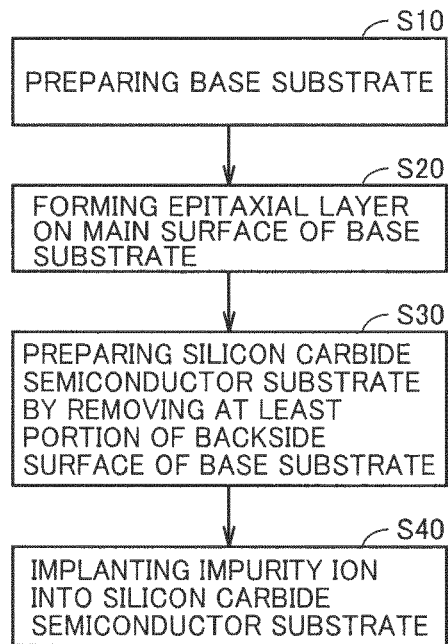 S10
PREPARING BASE SUBSTRATE
S20
FORMING EPITAXIAL LAYER
ON MAIN SURFACE OF BASE
SUBSTRATE
S30
PREPARING SILICON CARBIDE
SEMICONDUCTOR SUBSTRATE
BY REMOVING AT LEAST
PORTION OF BACKSIDE
SURFACE OF BASE SUBSTRATE
S40
IMPLANTING IMPURITY ION
INTO SILICON CARBIDE
SEMICONDUCTOR SUBSTRATE